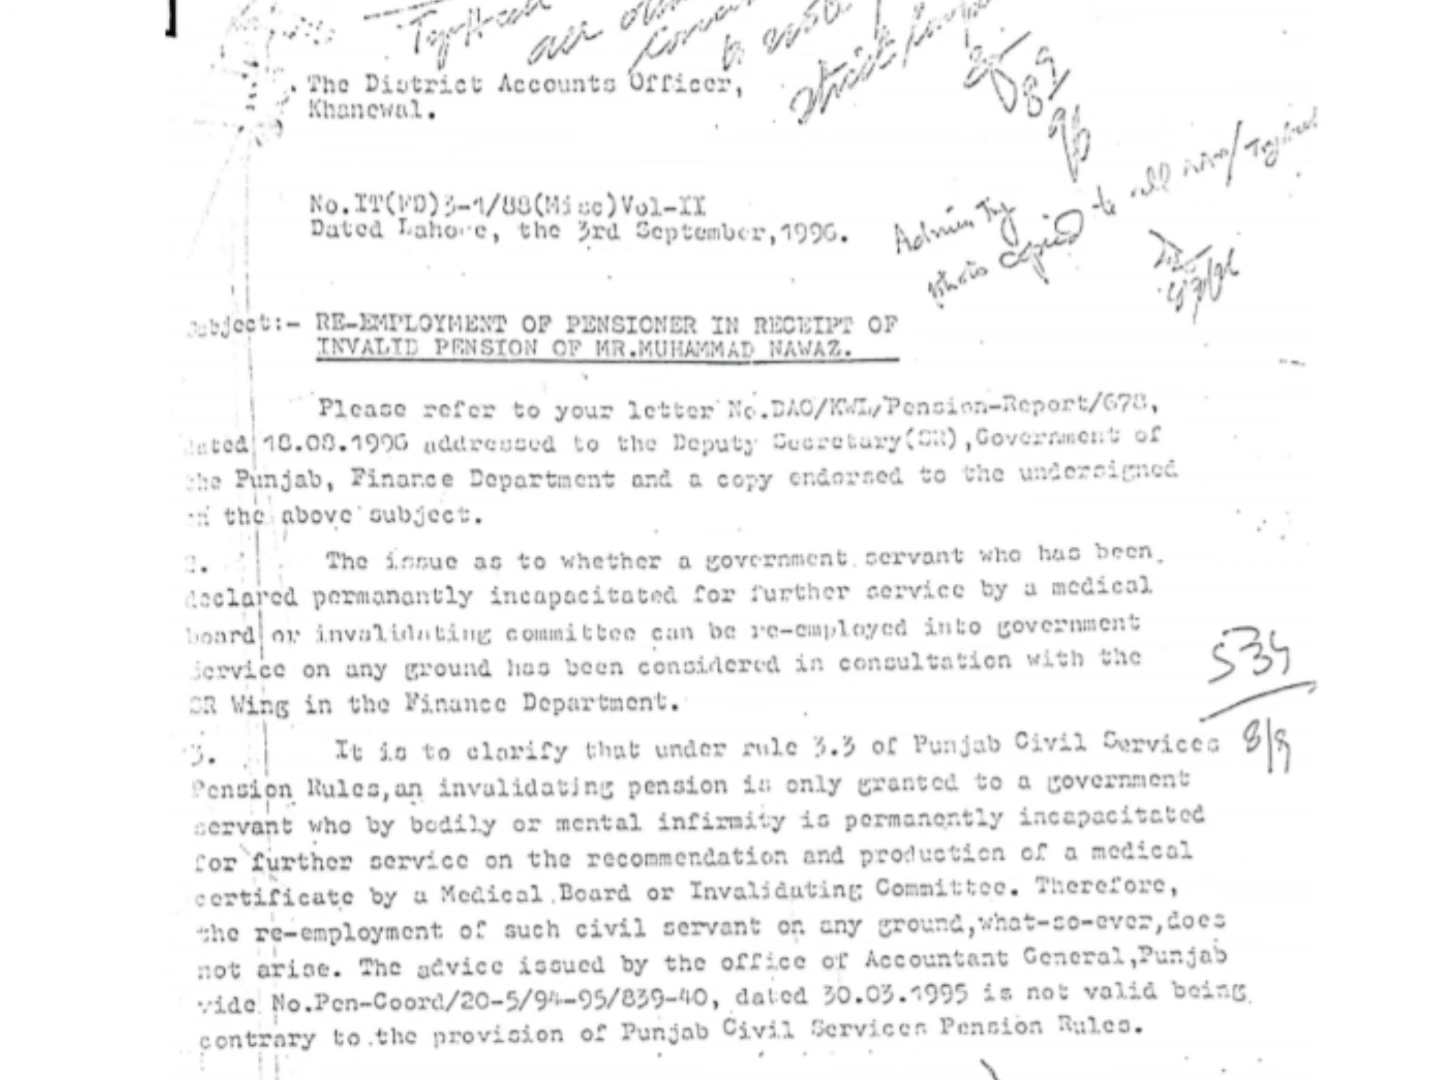 The District Accounts Officer,
Khanewal.
No.IT(FD)3-1/88(Misc)Vol-II
Dated Lahore, the 3rd September,1996.
Subject:- RE-EMPLOYMENT OF PENSIONER IN RECEIPT OF
INVALID PENSION OF MR.MUHAMMAD NAWAZ.
Please refer to your letter No.DAO/KWL/Pension-Report/678,
dated 18.08.1996 addressed to the Deputy Secretary(SR),Government of
the Punjab, Finance Department and a copy endorsed to the undersigned
on the above subject.
2. The issue as to whether a government servant who has been
declared permanantly incapacitated for further service by a medical
board or invalidating committee can be re-employed into government
service on any ground has been considered in consultation with the
SR Wing in the Finance Department.
3. It is to clarify that under rule 3.3 of Punjab Civil Services
Pension Rules,an invalidating pension is only granted to a government
servant who by bodily or mental infirmity is permanently incapacitated
for further service on the recommendation and production of a medical
certificate by a Medical Board or Invalidating Committee. Therefore,
the re-employment of such civil servant on any ground,what-so-ever,does
not arise. The advice issued by the office of Accountant General,Punjab
vide No.Pen-Coord/20-5/94-95/839-40, dated 30.03.1995 is not valid being
contrary to the provision of Punjab Civil Services Pension Rules.
Admin
copied to all
534
8/9